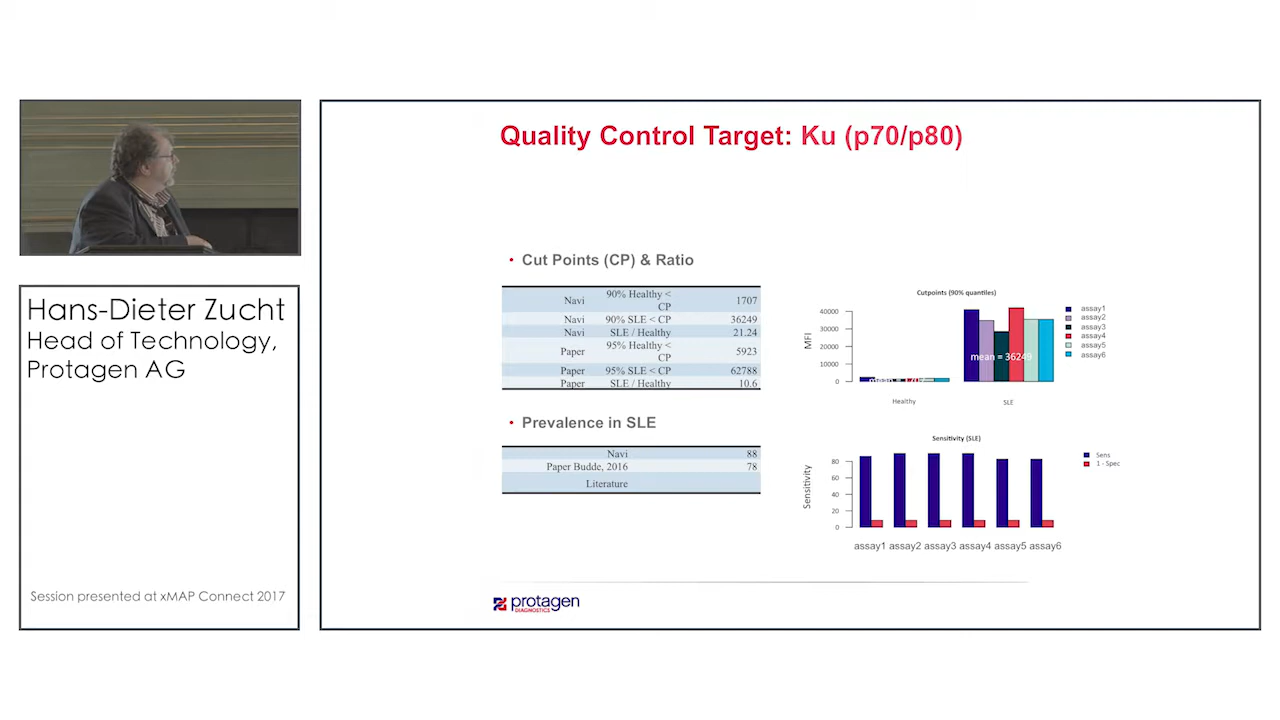 Quality Control Target: Ku (p70/p80)
• Cut Points (CP) & Ratio
Navi 90% Healthy < CP 1707
Navi 90% SLE < CP 36249
Navi SLE / Healthy 21.24
Paper 95% Healthy < CP 5923
Paper 95% SLE < CP 62788
Paper SLE / Healthy 10.6
• Prevalence in SLE
Navi 88
Paper Budde, 2016 78
Literature
Cutpoints (90% quantiles)
MFI
40000
30000
20000
10000
0
mean =
mean = 36249
Healthy
SLE
assay1
assay2
assay3
assay4
assay5
assay6
Sensitivity (SLE)
Sensitivity
80
60
40
20
0
assay1 assay2 assay3 assay4 assay5 assay6
Sens
1 - Spec
protagen
DIAGNOSTICS
Hans-Dieter Zucht
Head of Technology,
Protagen AG
Session presented at xMAP Connect 2017